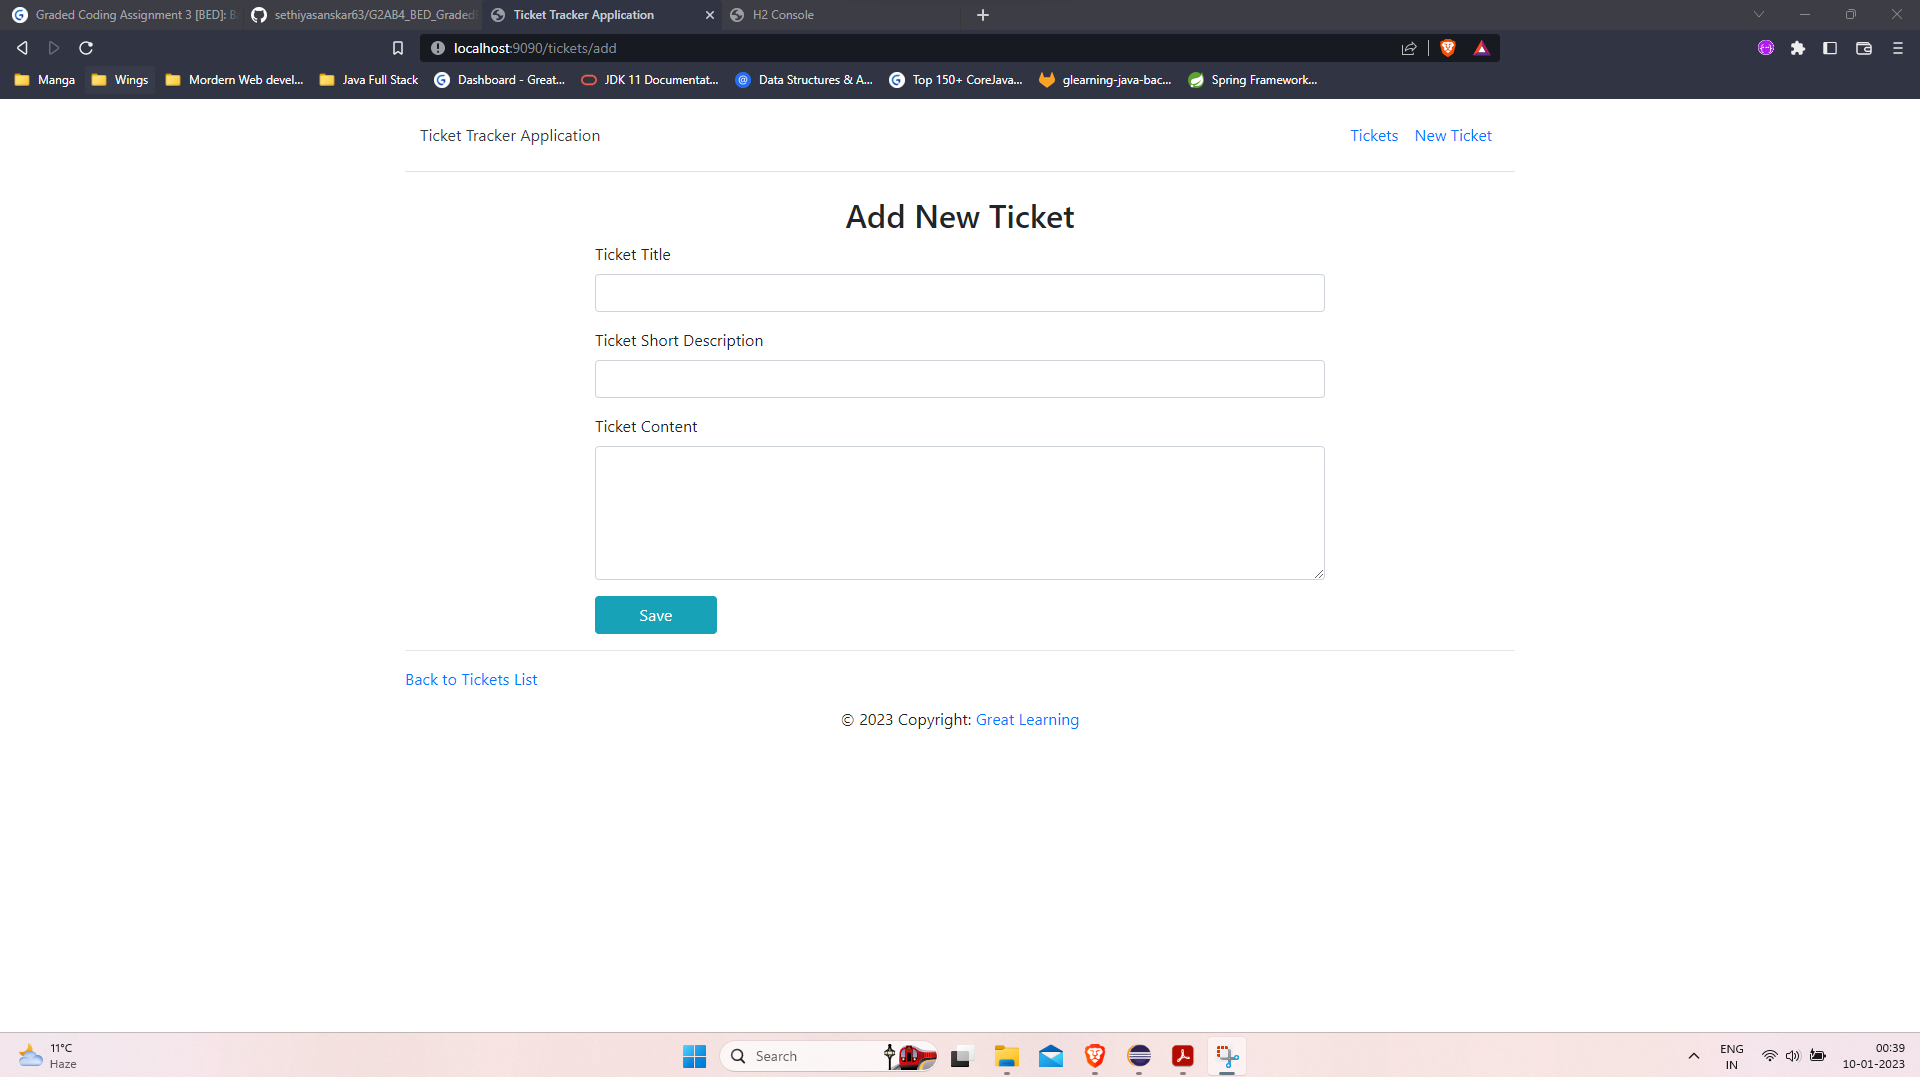 Graded Coding Assignment 3 [BED]: B
sethiyasanskar63/G2AB4_BED_Graded
Ticket Tracker Application
H2 Console
localhost:9090/tickets/add
Manga
Wings
Mordern Web devel...
Java Full Stack
Dashboard - Great...
JDK 11 Documentat...
Data Structures & A...
Top 150+ CoreJava...
glearning-java-bac...
Spring Framework...
Ticket Tracker Application
Tickets
New Ticket
Add New Ticket
Ticket Title
Ticket Short Description
Ticket Content
Save
Back to Tickets List
© 2023 Copyright: Great Learning
11°C
Haze
Search
ENG
IN
00:39
10-01-2023